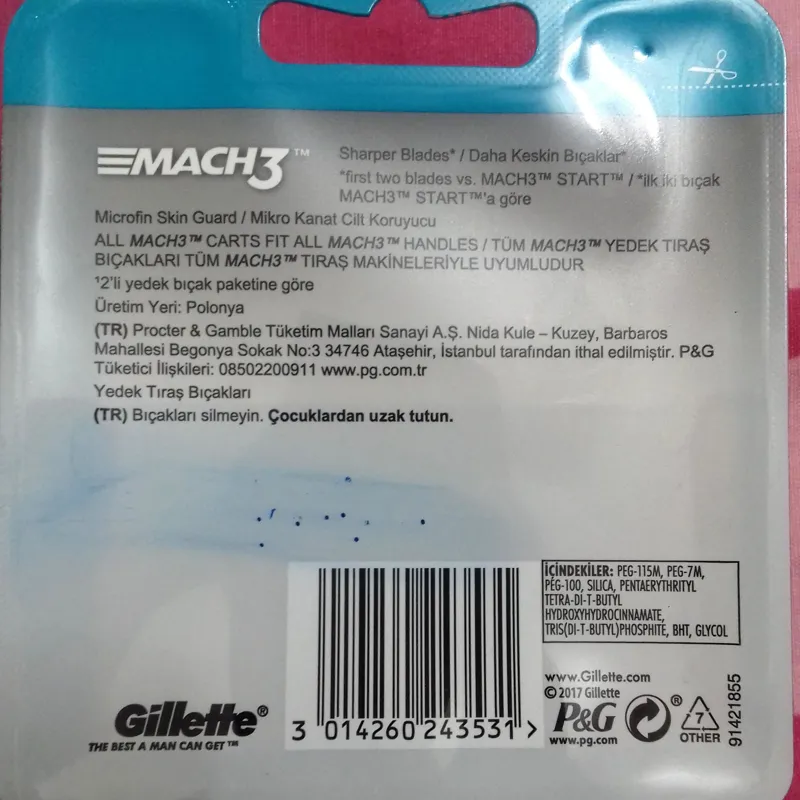 MACH3™
Sharper Blades* / Daha Keskin Bıçaklar*
*first two blades vs. MACH3™ START™ / *ilk iki bıçak
MACH3™ START™'a göre
Microfin Skin Guard / Mikro Kanat Cilt Koruyucu
ALL MACH3™ CARTS FIT ALL MACH3™ HANDLES / TÜM MACH3™ YEDEK TIRAŞ
BIÇAKLARI TÜM MACH3™ TIRAŞ MAKİNELERİYLE UYUMLUDUR
¹2'li yedek bıçak paketine göre
Üretim Yeri: Polonya
(TR) Procter & Gamble Tüketim Malları Sanayi A.Ş. Nida Kule – Kuzey, Barbaros
Mahallesi Begonya Sokak No:3 34746 Ataşehir, İstanbul tarafından ithal edilmiştir. P&G
Tüketici İlişkileri: 08502200911 www.pg.com.tr
Yedek Tıraş Bıçakları
(TR) Bıçakları silmeyin. Çocuklardan uzak tutun.
İÇİNDEKİLER: PEG-115M, PEG-7M,
PEG-100, SILICA, PENTAERYTHRITYL
TETRA-DI-T-BUTYL
HYDROXYHYDROCINNAMATE,
TRIS(DI-T-BUTYL)PHOSPHITE, BHT, GLYCOL
Gillette®
THE BEST A MAN CAN GET™
3 014260 243531 >
www.Gillette.com
© 2017 Gillette
P&G
www.pg.com
®
7
OTHER
91421855